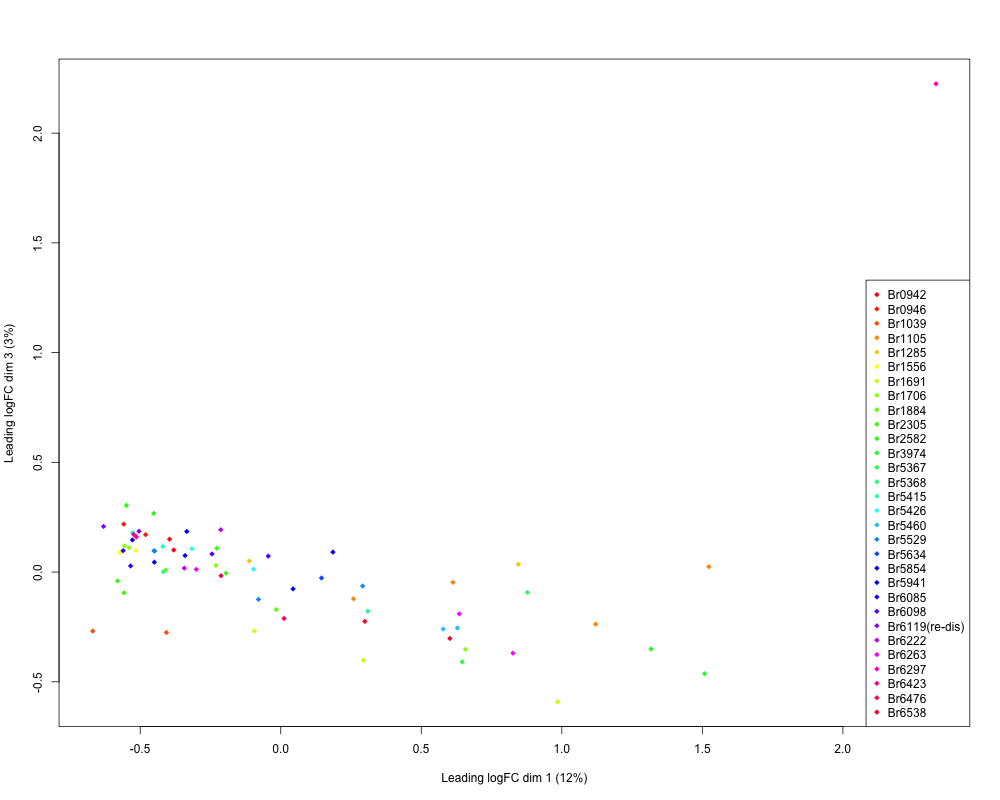 2.0
1.5
1.0
0.5
0.0
-0.5
Leading logFC dim 3 (3%)
Br0942
Br0946
Br1039
Br1105
Br1285
Br1556
Br1691
Br1706
Br1884
Br2305
Br2582
Br3974
Br5367
Br5368
Br5415
Br5426
Br5460
Br5529
Br5634
Br5854
Br5941
Br6085
Br6098
Br6119(re-dis)
Br6222
Br6263
Br6297
Br6423
Br6476
Br6538
-0.5 0.0 0.5 1.0 1.5 2.0
Leading logFC dim 1 (12%)